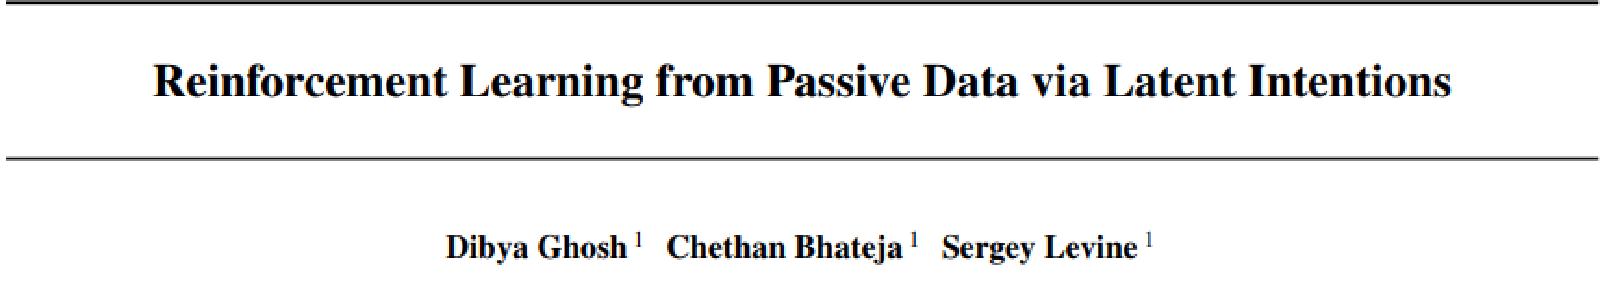 Reinforcement Learning from Passive Data via Latent Intentions
Dibya Ghosh 1 Chethan Bhateja 1 Sergey Levine 1